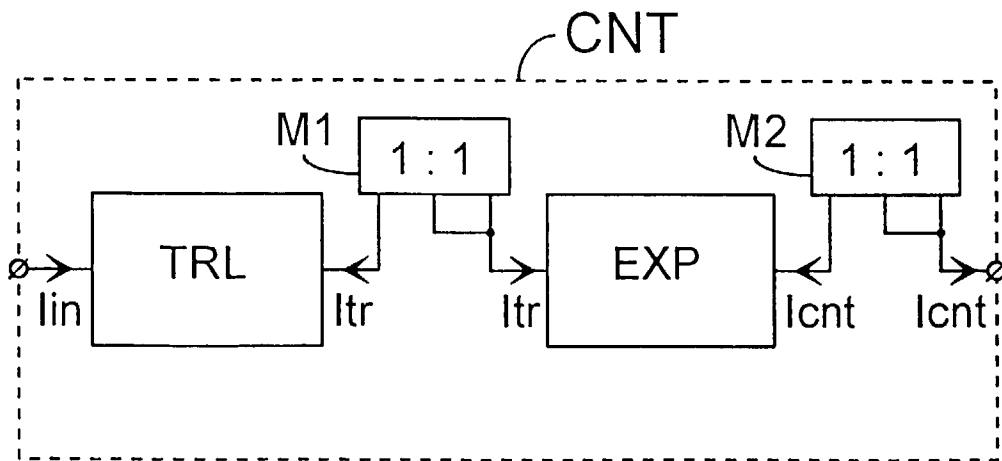 CNT
M1
1 : 1
M2
1 : 1
TRL
EXP
Iin
Itr
Itr
Icnt
Icnt